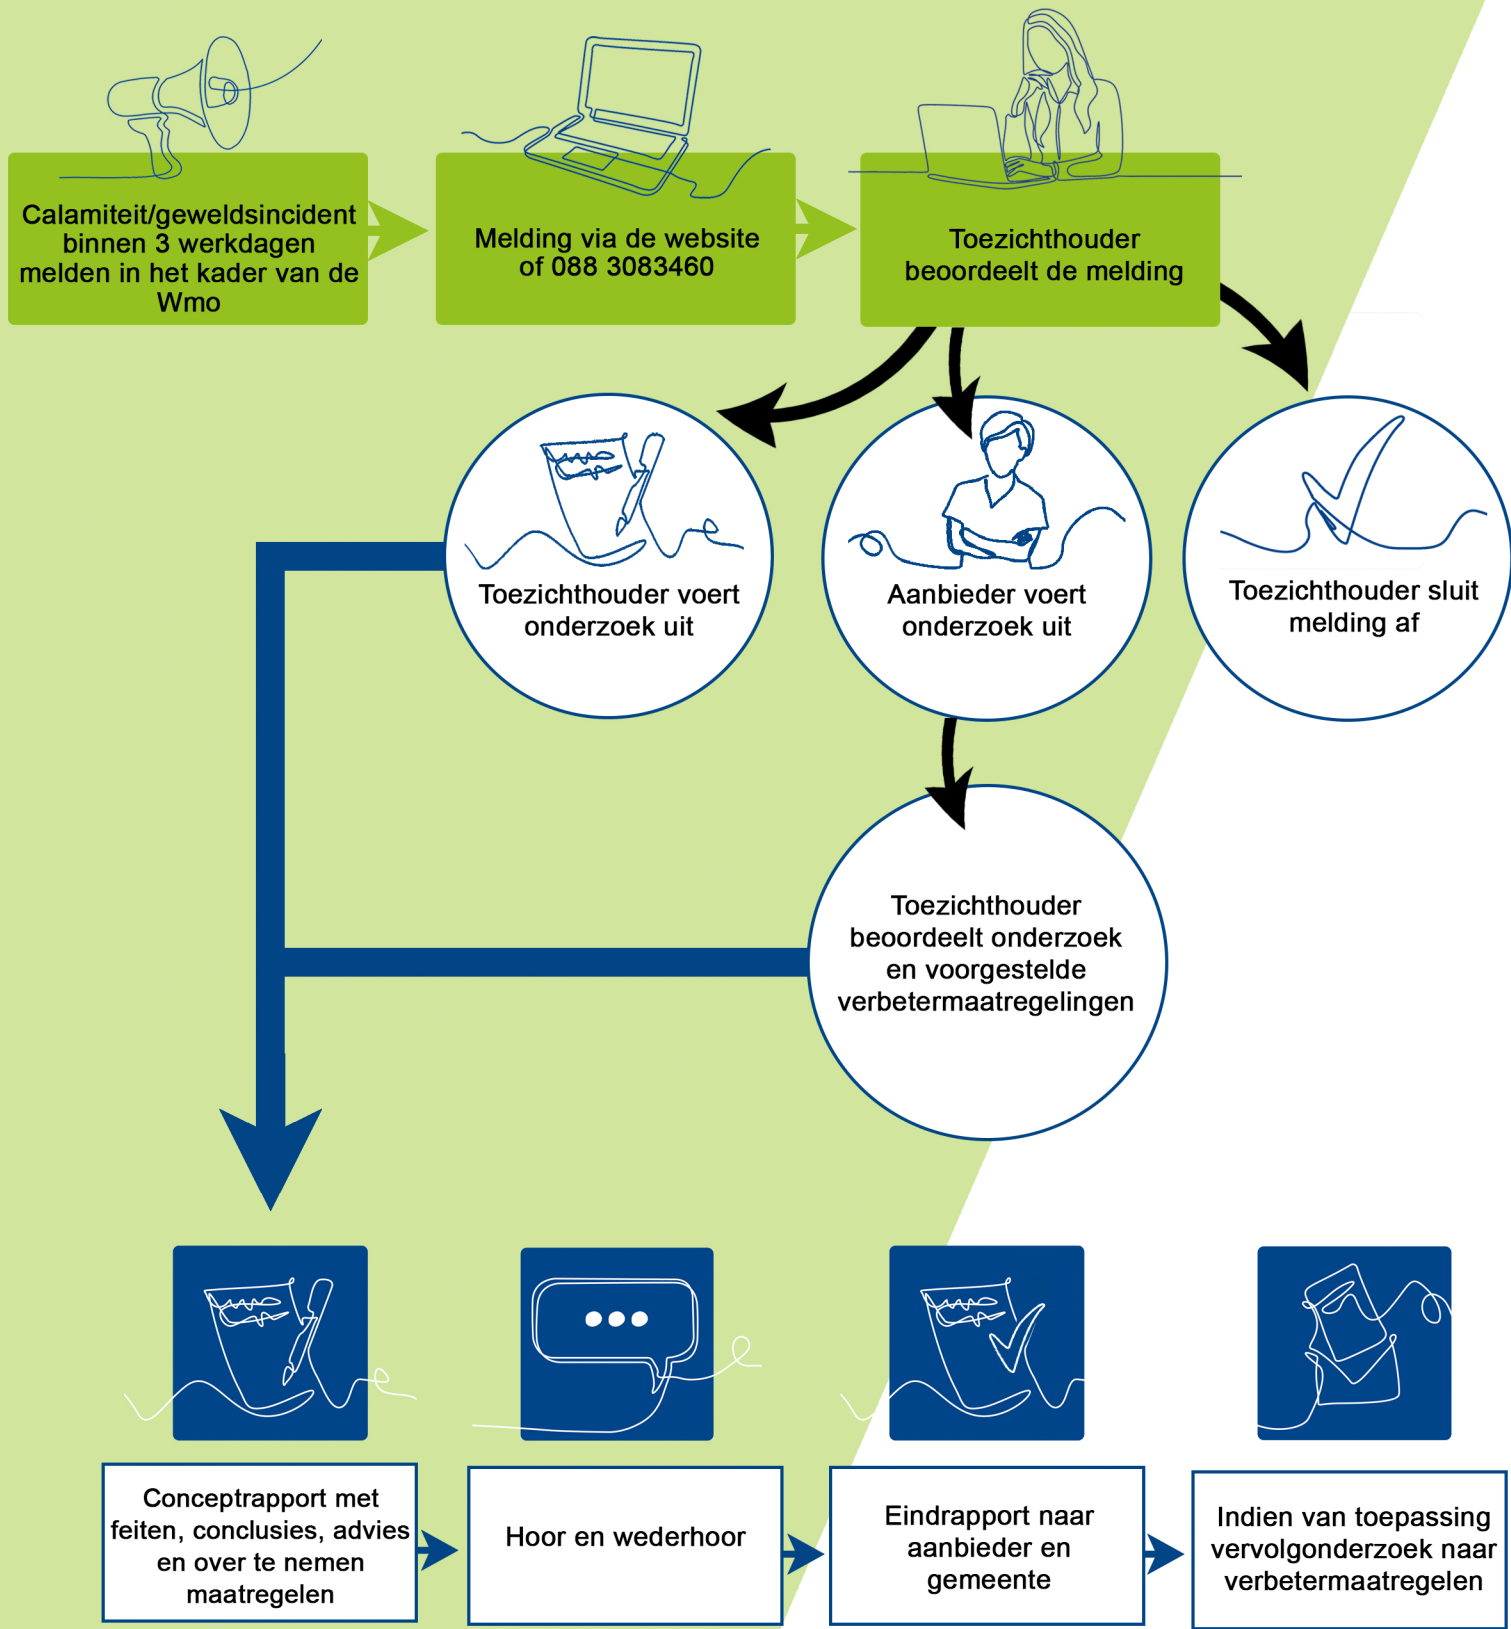 Calamiteit/geweldsincident
binnen 3 werkdagen
melden in het kader van de
Wmo
Melding via de website
of 088 3083460
Toezichthouder
beoordeelt de melding
Toezichthouder voert
onderzoek uit
Aanbieder voert
onderzoek uit
Toezichthouder sluit
melding af
Toezichthouder
beoordeelt onderzoek
en voorgestelde
verbetermaatregelingen
Conceptrapport met
feiten, conclusies, advies
en over te nemen
maatregelen
Hoor en wederhoor
Eindrapport naar
aanbieder en
gemeente
Indien van toepassing
vervolgonderzoek naar
verbetermaatregelen